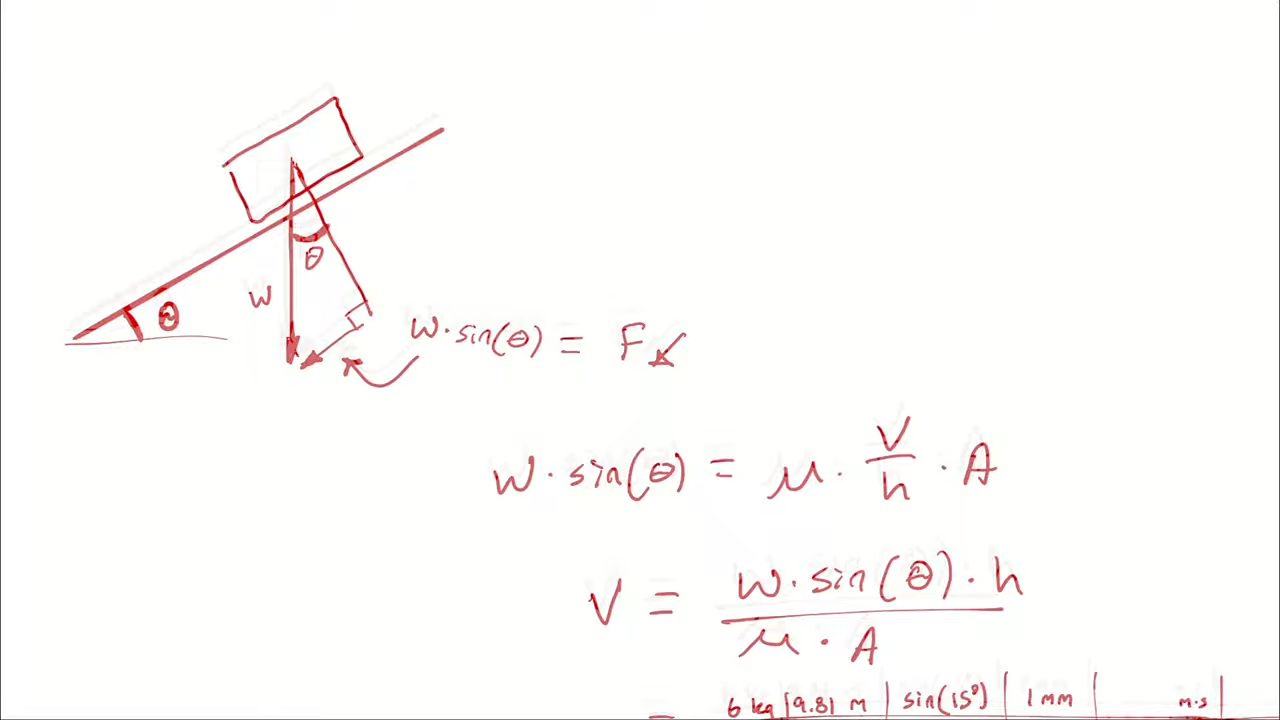 θ
W
θ
W·sin(θ) = F↙
W·sin(θ) = μ · V/h · A
V = W·sin(θ)·h / μ·A
= 6 kg | 9.81 m | sin(15°) | 1 mm | m·s |